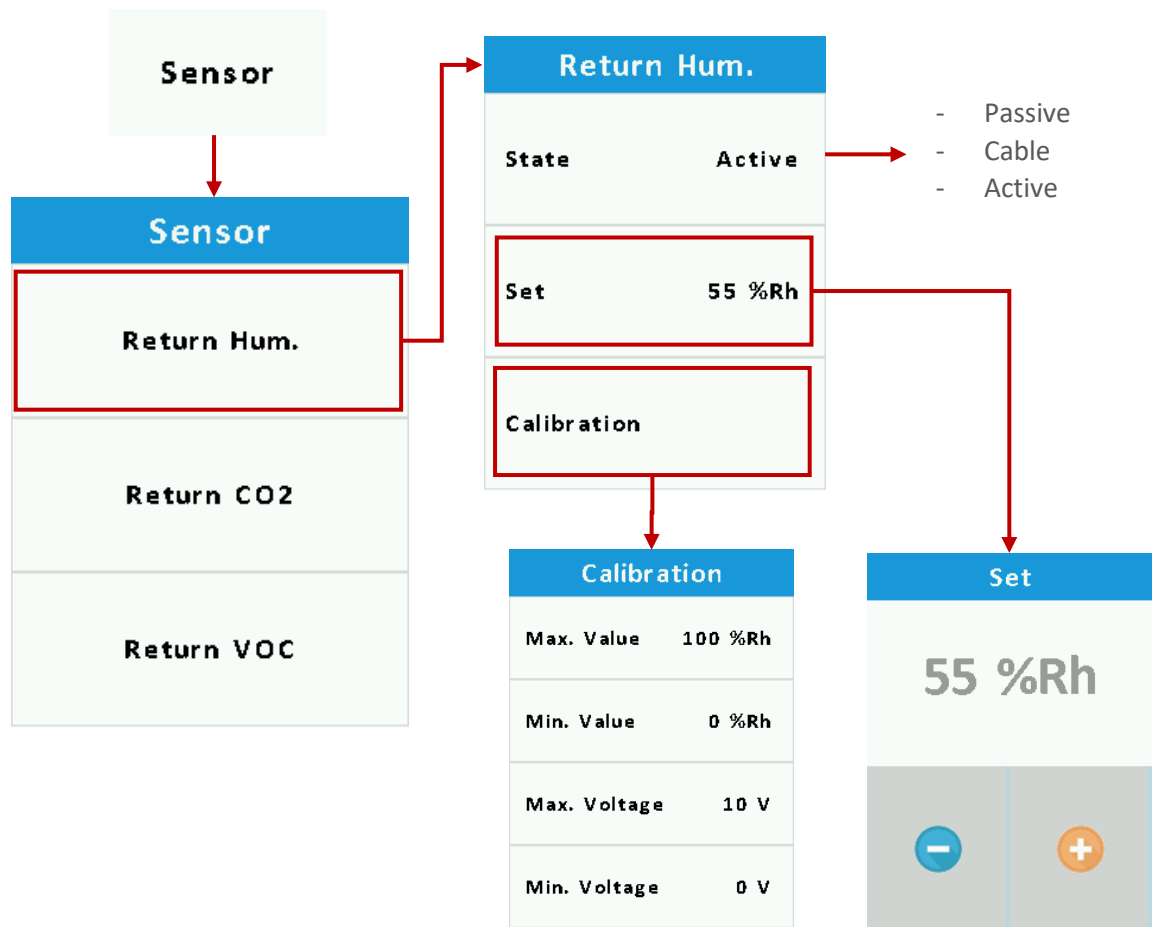 Sensor
Sensor
Return Hum.
Return CO2
Return VOC
Return Hum.
State Active
Set 55 %Rh
Calibration
- Passive
- Cable
- Active
Calibration
Max. Value 100 %Rh
Min. Value 0 %Rh
Max. Voltage 10 V
Min. Voltage 0 V
Set
55 %Rh